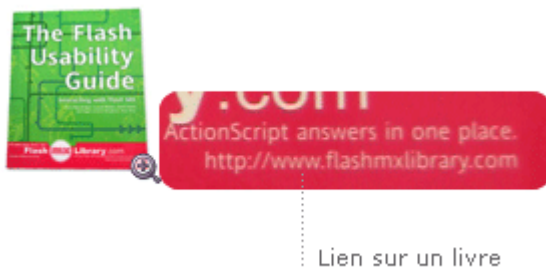 The Flash
Usability
Guide
Flash mx Library.com
y.com
ActionScript answers in one place.
http://www.flashmxlibrary.com
Lien sur un livre